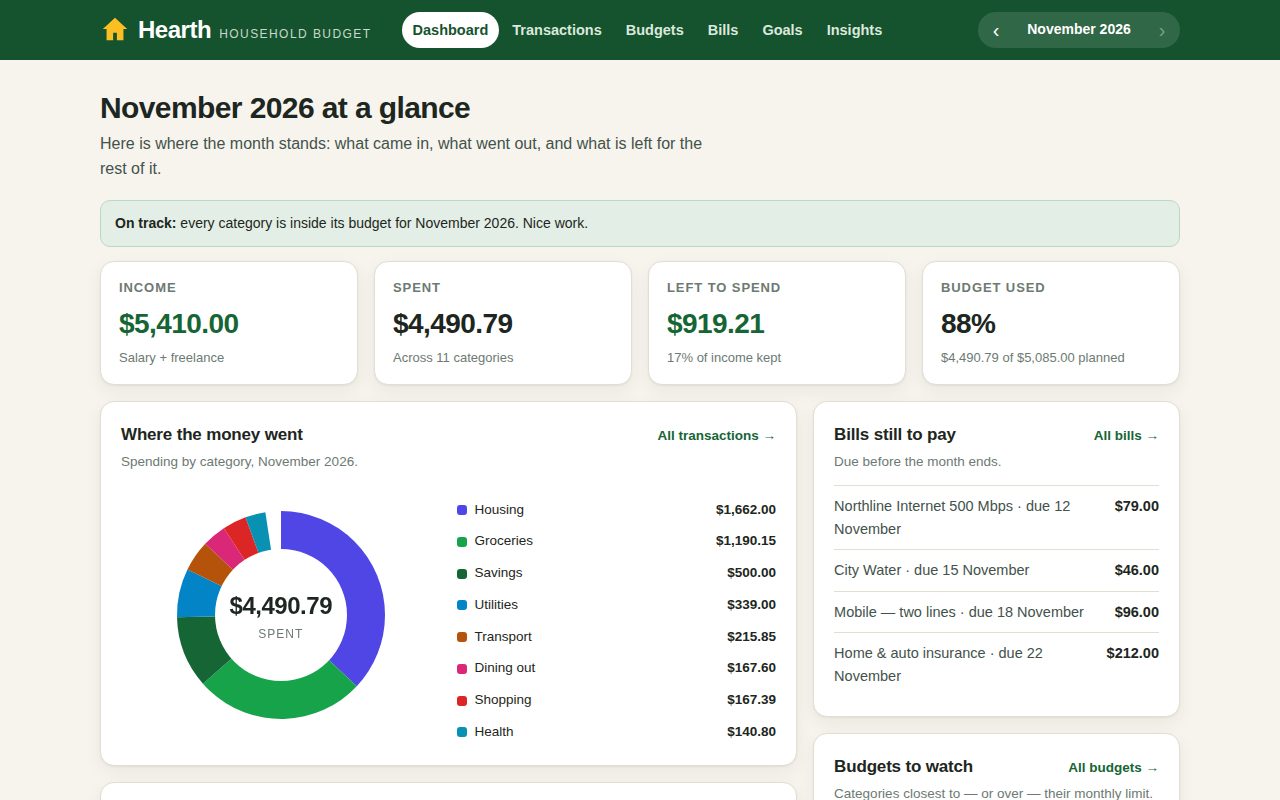 Hearth HOUSEHOLD BUDGET
Dashboard Transactions Budgets Bills Goals Insights
‹ November 2026 ›
November 2026 at a glance
Here is where the month stands: what came in, what went out, and what is left for the
rest of it.
On track: every category is inside its budget for November 2026. Nice work.
INCOME
$5,410.00
Salary + freelance
SPENT
$4,490.79
Across 11 categories
LEFT TO SPEND
$919.21
17% of income kept
BUDGET USED
88%
$4,490.79 of $5,085.00 planned
Where the money went
All transactions →
Spending by category, November 2026.
$4,490.79
SPENT
Housing $1,662.00
Groceries $1,190.15
Savings $500.00
Utilities $339.00
Transport $215.85
Dining out $167.60
Shopping $167.39
Health $140.80
Bills still to pay
All bills →
Due before the month ends.
Northline Internet 500 Mbps · due 12 $79.00
November
City Water · due 15 November $46.00
Mobile — two lines · due 18 November $96.00
Home & auto insurance · due 22 $212.00
November
Budgets to watch
All budgets →
Categories closest to — or over — their monthly limit.